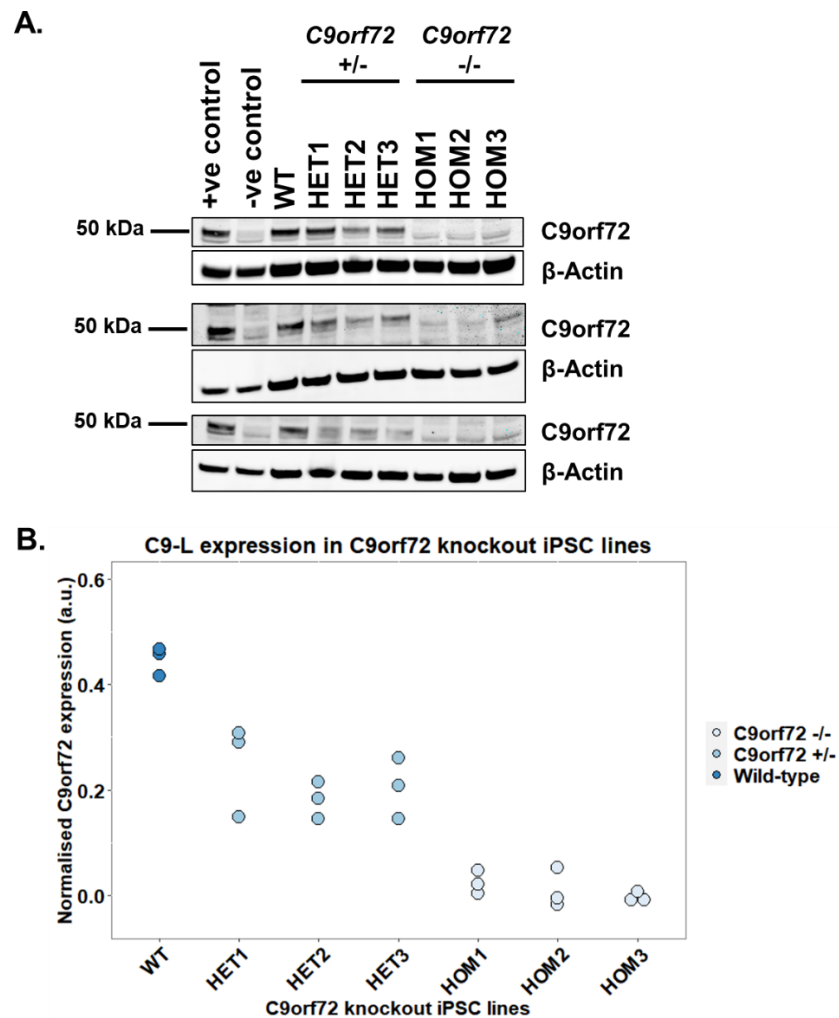 A.
C9orf72 C9orf72
+/- -/-
+ve control
-ve control
WT
HET1
HET2
HET3
HOM1
HOM2
HOM3
50 kDa C9orf72
β-Actin
50 kDa C9orf72
β-Actin
50 kDa C9orf72
β-Actin
B.
C9-L expression in C9orf72 knockout iPSC lines
Normalised C9orf72 expression (a.u.)
0.6
0.4
0.2
0.0
C9orf72 -/-
C9orf72 +/-
Wild-type
WT HET1 HET2 HET3 HOM1 HOM2 HOM3
C9orf72 knockout iPSC lines